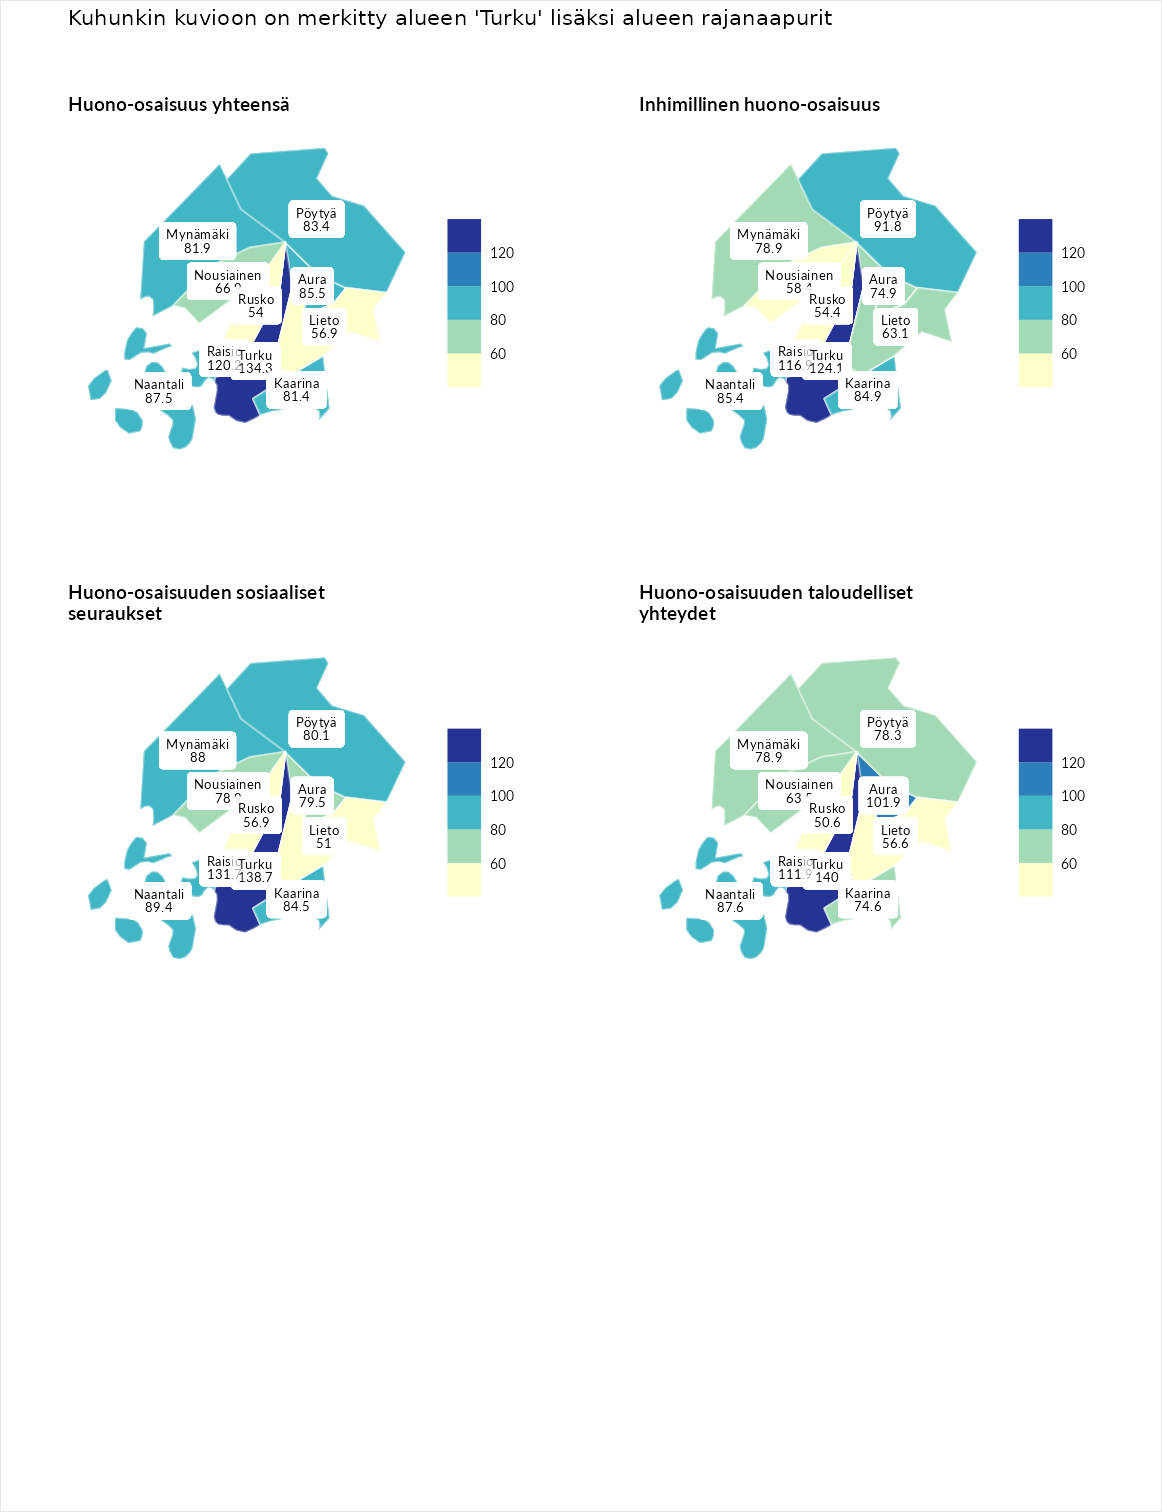 Kuhunkin kuvioon on merkitty alueen 'Turku' lisäksi alueen rajanaapurit
Huono-osaisuus yhteensä
Pöytyä
83.4
Mynämäki
81.9
Nousiainen
Aura
85.5
Rusko
54
Lieto
56.9
Turku
134.3
Naantali
87.5
Kaarina
81.4
120
100
80
60
Inhimillinen huono-osaisuus
Pöytyä
91.8
Mynämäki
78.9
Nousiainen
Aura
74.9
Rusko
54.4
Lieto
63.1
Turku
124.1
Naantali
85.4
Kaarina
84.9
120
100
80
60
Huono-osaisuuden sosiaaliset
seuraukset
Pöytyä
80.1
Mynämäki
88
Nousiainen
Aura
79.5
Rusko
56.9
Lieto
51
Turku
138.7
Naantali
89.4
Kaarina
84.5
120
100
80
60
Huono-osaisuuden taloudelliset
yhteydet
Pöytyä
78.3
Mynämäki
78.9
Nousiainen
Aura
101.9
Rusko
50.6
Lieto
56.6
Turku
140
Naantali
87.6
Kaarina
74.6
120
100
80
60